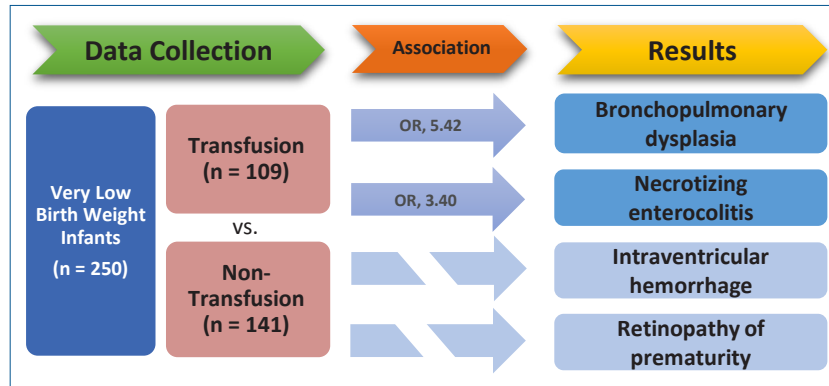 Data Collection
Association
Results
Very Low
Birth Weight
Infants
(n = 250)
Transfusion
(n = 109)
vs.
Non-
Transfusion
(n = 141)
OR, 5.42
OR, 3.40
Bronchopulmonary
dysplasia
Necrotizing
enterocolitis
Intraventricular
hemorrhage
Retinopathy of
prematurity